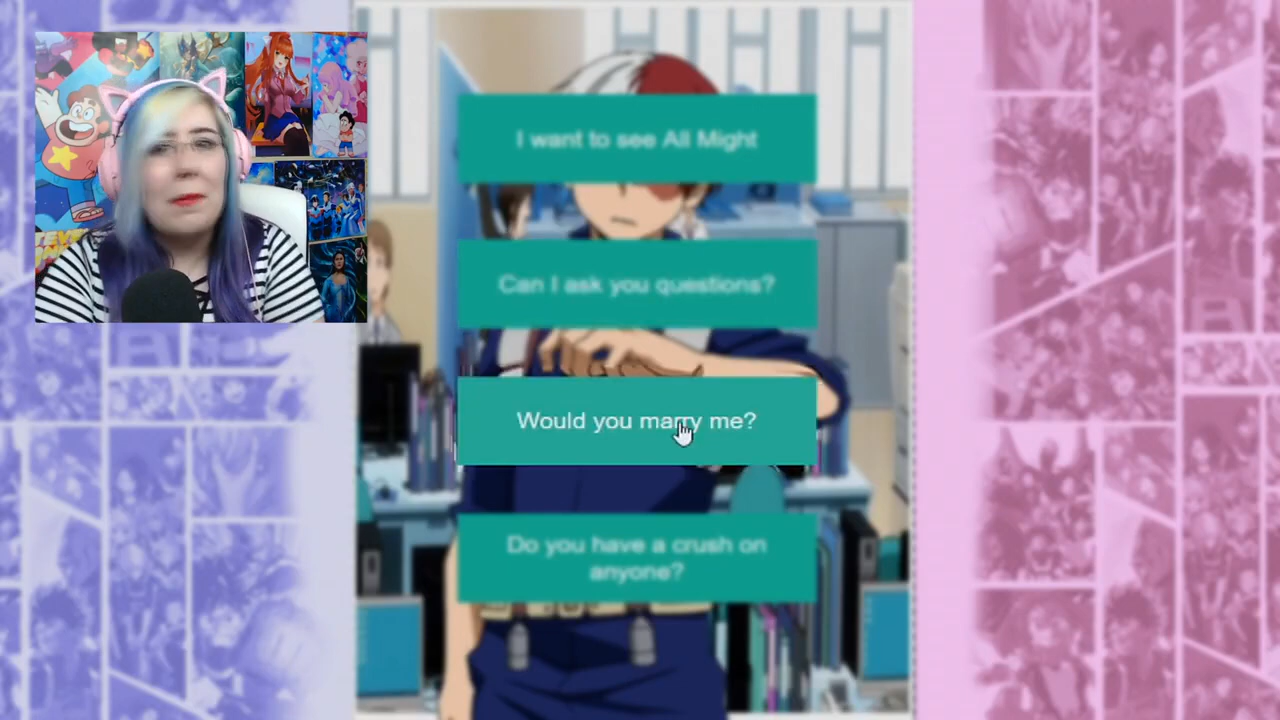 I want to see All Might
Can I ask you questions?
Would you marry me?
Do you have a crush on
anyone?